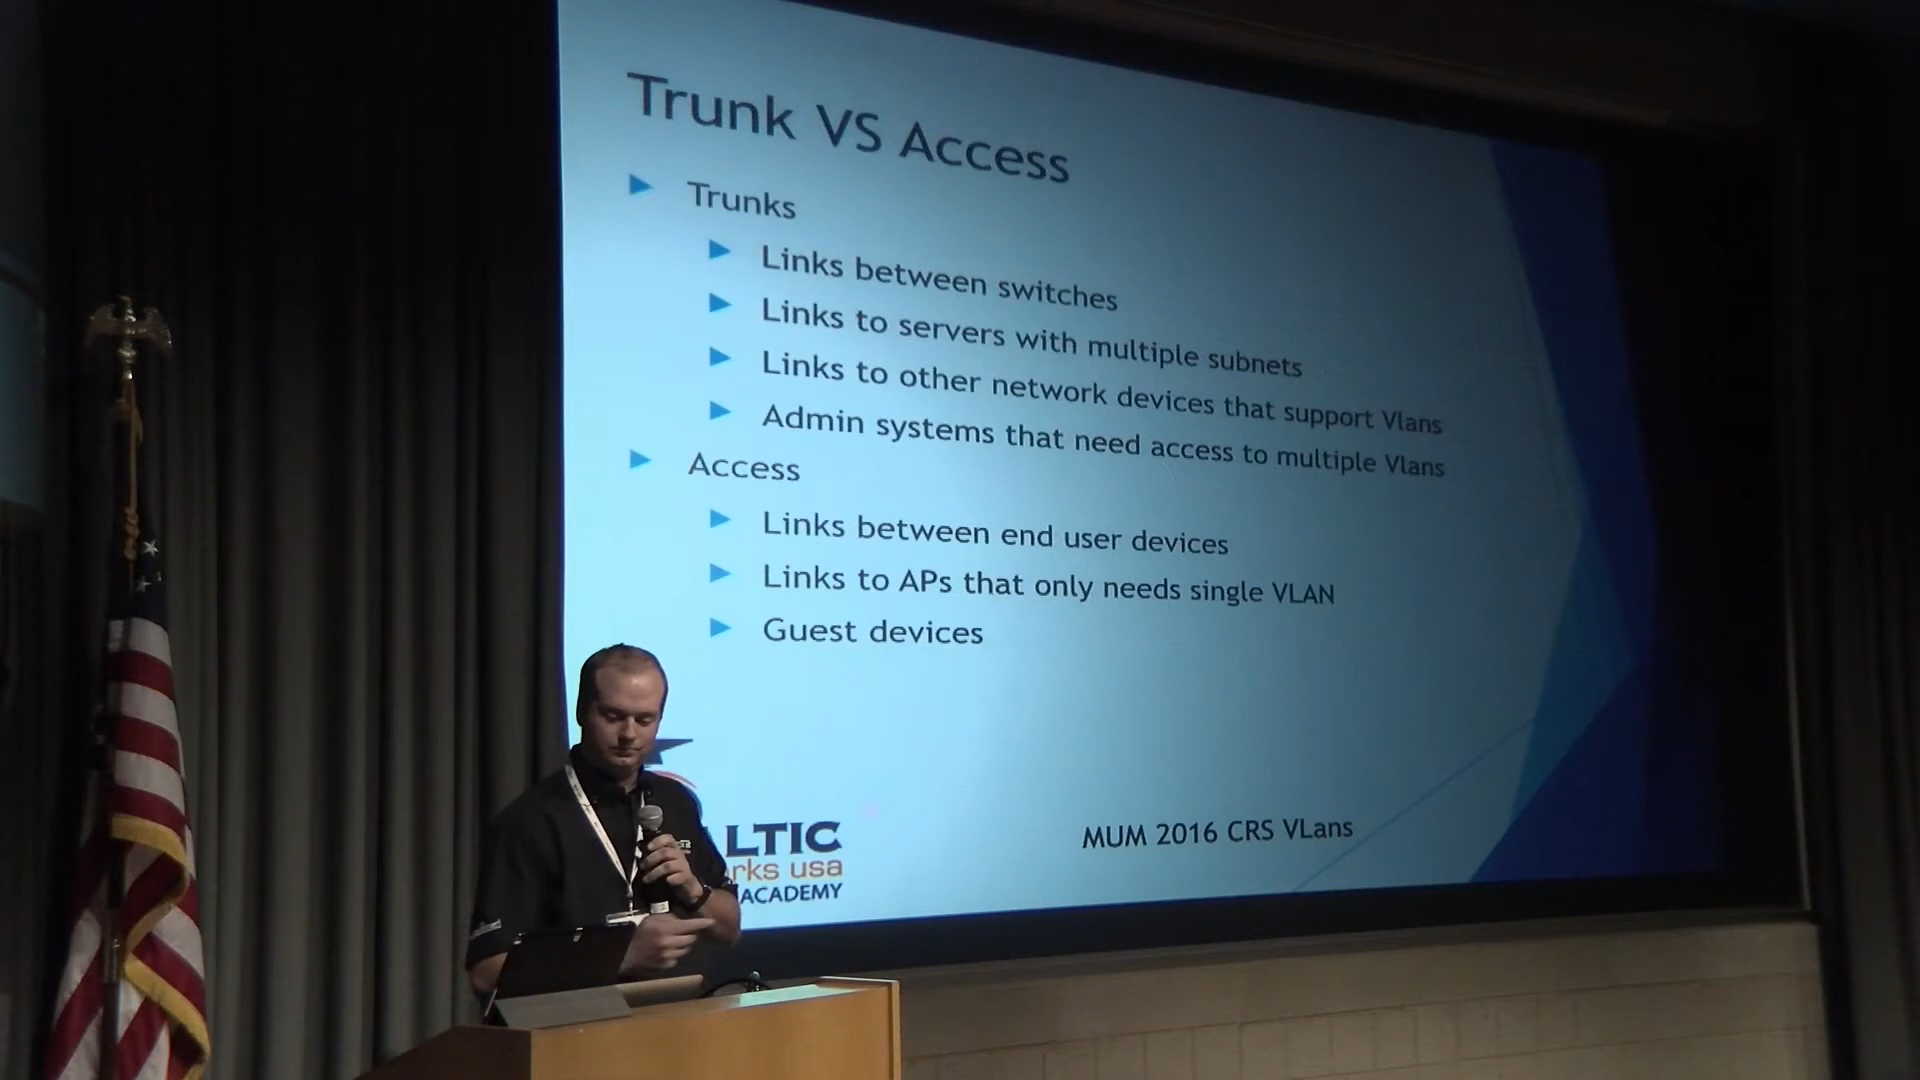 Trunk VS Access
Trunks
Links between switches
Links to servers with multiple subnets
Links to other network devices that support Vlans
Admin systems that need access to multiple Vlans
Access
Links between end user devices
Links to APs that only needs single VLAN
Guest devices
LTIC
rks usa
ACADEMY
MUM 2016 CRS VLans